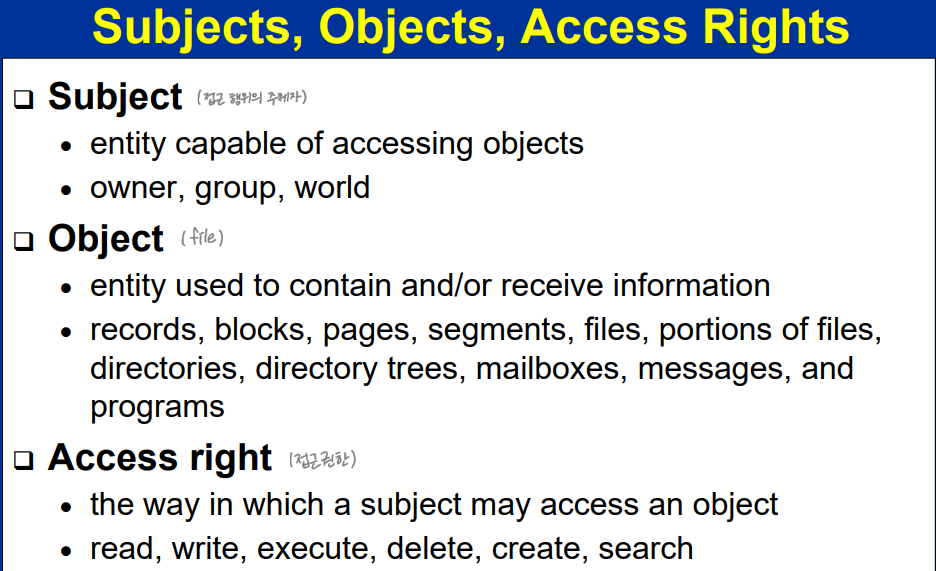 Subjects, Objects, Access Rights
❑ Subject (접근 행위의 주체자)
• entity capable of accessing objects
• owner, group, world
❑ Object (file)
• entity used to contain and/or receive information
• records, blocks, pages, segments, files, portions of files,
directories, directory trees, mailboxes, messages, and
programs
❑ Access right (접근권한)
• the way in which a subject may access an object
• read, write, execute, delete, create, search